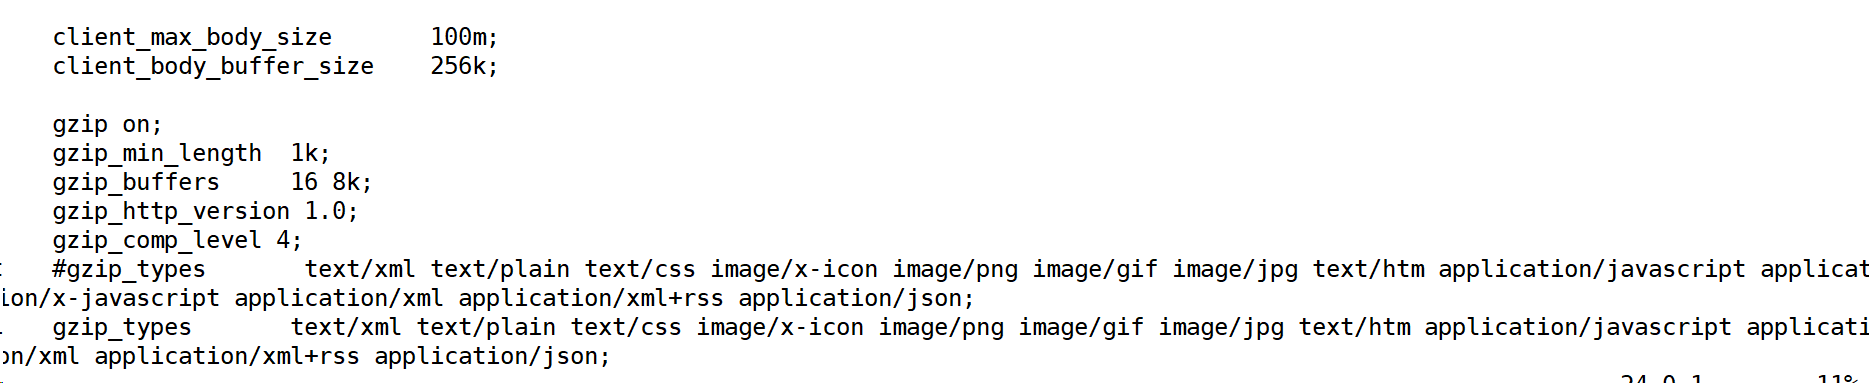 client_max_body_size       100m;
client_body_buffer_size    256k;
gzip on;
gzip_min_length  1k;
gzip_buffers     16 8k;
gzip_http_version 1.0;
gzip_comp_level 4;
#gzip_types       text/xml text/plain text/css image/x-icon image/png image/gif image/jpg text/htm application/javascript applicat
ion/x-javascript application/xml application/xml+rss application/json;
gzip_types       text/xml text/plain text/css image/x-icon image/png image/gif image/jpg text/htm application/javascript applicati
on/xml application/xml+rss application/json;